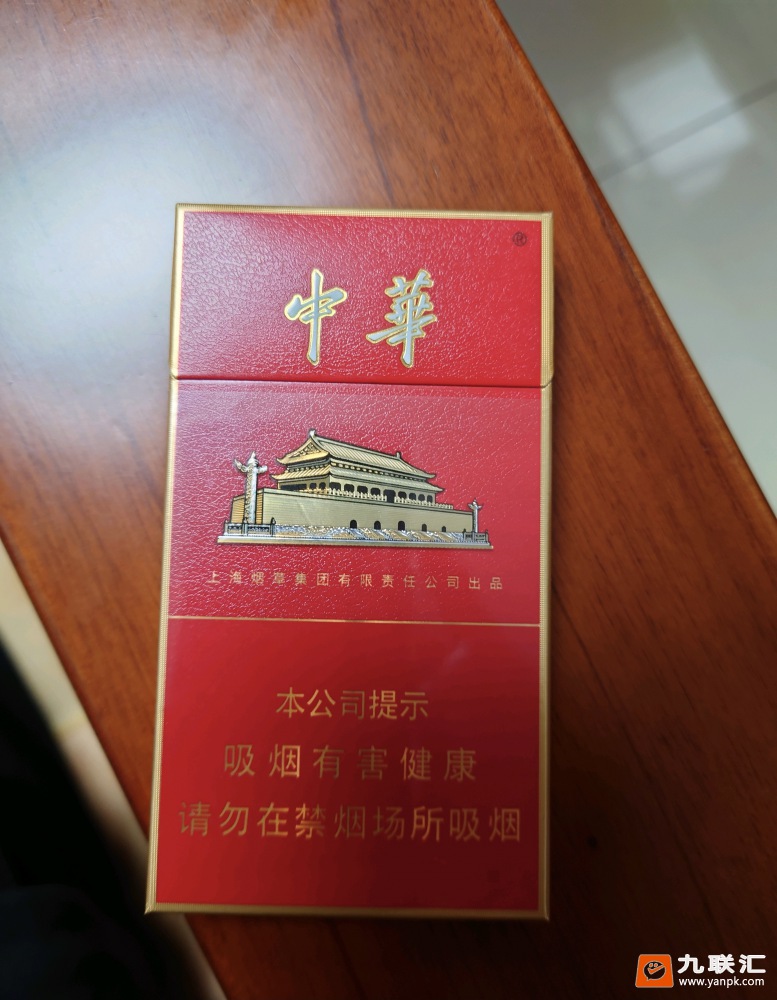 中華
上海烟草集团有限责任公司出品
本公司提示
吸烟有害健康
请勿在禁烟场所吸烟
九联汇
www.yanpk.com